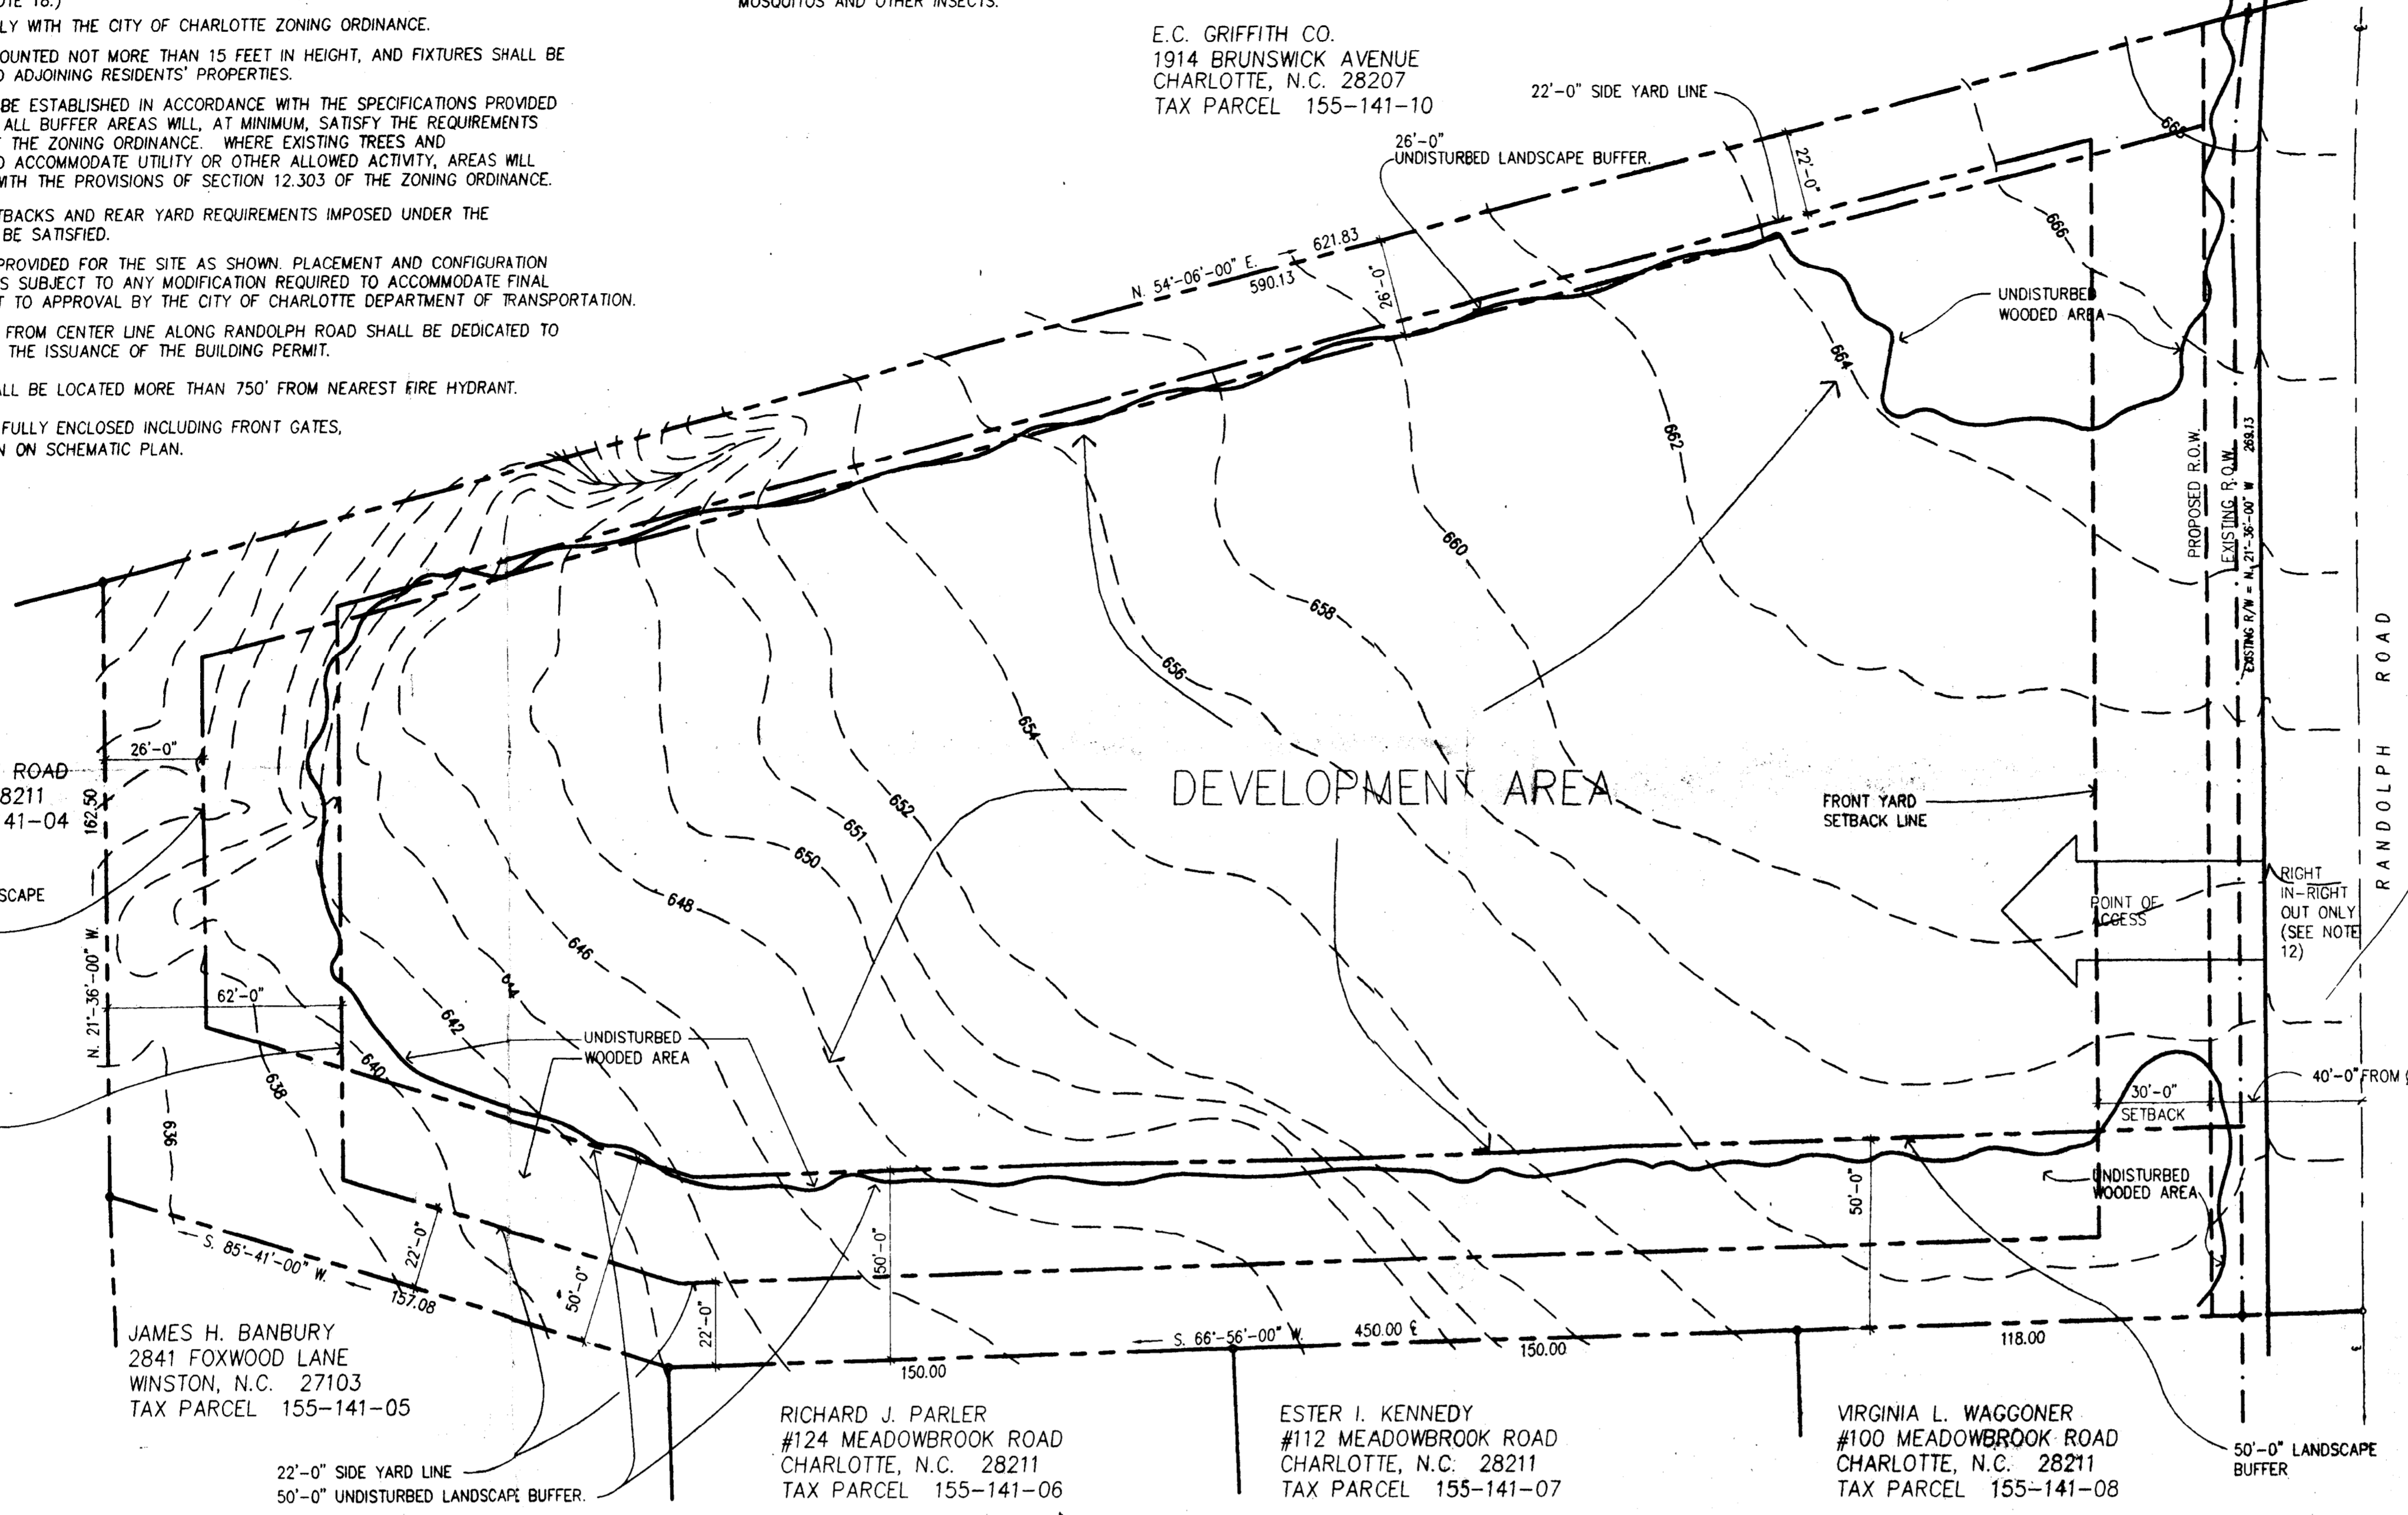 LY WITH THE CITY OF CHARLOTTE ZONING ORDINANCE.
OUNTED NOT MORE THAN 15 FEET IN HEIGHT, AND FIXTURES SHALL BE
O ADJOINING RESIDENTS' PROPERTIES.
BE ESTABLISHED IN ACCORDANCE WITH THE SPECIFICATIONS PROVIDED
ALL BUFFER AREAS WILL, AT MINIMUM, SATISFY THE REQUIREMENTS
THE ZONING ORDINANCE. WHERE EXISTING TREES AND
O ACCOMMODATE UTILITY OR OTHER ALLOWED ACTIVITY, AREAS WILL
WITH THE PROVISIONS OF SECTION 12.303 OF THE ZONING ORDINANCE.
TBACKS AND REAR YARD REQUIREMENTS IMPOSED UNDER THE
BE SATISFIED.
PROVIDED FOR THE SITE AS SHOWN. PLACEMENT AND CONFIGURATION
S SUBJECT TO ANY MODIFICATION REQUIRED TO ACCOMMODATE FINAL
T TO APPROVAL BY THE CITY OF CHARLOTTE DEPARTMENT OF TRANSPORTATION.
FROM CENTER LINE ALONG RANDOLPH ROAD SHALL BE DEDICATED TO
THE ISSUANCE OF THE BUILDING PERMIT.
ALL BE LOCATED MORE THAN 750' FROM NEAREST FIRE HYDRANT.
FULLY ENCLOSED INCLUDING FRONT GATES,
N ON SCHEMATIC PLAN.
MOSQUITOS AND OTHER INSECTS.
E.C. GRIFFITH CO.
1914 BRUNSWICK AVENUE
CHARLOTTE, N.C. 28207
TAX PARCEL 155-141-10
22'-0" SIDE YARD LINE
26'-0"
UNDISTURBED LANDSCAPE BUFFER.
22'-0"
26'-0"
N. 54°-06'-00" E.
621.83
590.13
668
666
664
662
660
658
656
654
652
651
650
648
646
644
642
640
638
636
UNDISTURBED
WOODED AREA
PROPOSED R.O.W.
EXISTING R.O.W.
EXISTING R/W = N. 21°-36'-00" W 269.13
RANDOLPH ROAD
DEVELOPMENT AREA
FRONT YARD
SETBACK LINE
POINT OF
ACCESS
RIGHT
IN-RIGHT
OUT ONLY
(SEE NOTE
12)
40'-0" FROM ℄
30'-0"
SETBACK
UNDISTURBED
WOODED AREA
ROAD
8211
41-04
26'-0"
162.50
SCAPE
N. 21°-36'-00" W.
62'-0"
UNDISTURBED
WOODED AREA
S. 85°-41'-00" W.
157.08
22'-0"
50'-0"
22'-0"
50'-0"
50'-0"
S. 66°-56'-00" W.
450.00 ℄
150.00
150.00
118.00
JAMES H. BANBURY
2841 FOXWOOD LANE
WINSTON, N.C. 27103
TAX PARCEL 155-141-05
22'-0" SIDE YARD LINE
50'-0" UNDISTURBED LANDSCAPE BUFFER.
RICHARD J. PARLER
#124 MEADOWBROOK ROAD
CHARLOTTE, N.C. 28211
TAX PARCEL 155-141-06
ESTER I. KENNEDY
#112 MEADOWBROOK ROAD
CHARLOTTE, N.C. 28211
TAX PARCEL 155-141-07
VIRGINIA L. WAGGONER
#100 MEADOWBROOK ROAD
CHARLOTTE, N.C. 28211
TAX PARCEL 155-141-08
50'-0" LANDSCAPE
BUFFER